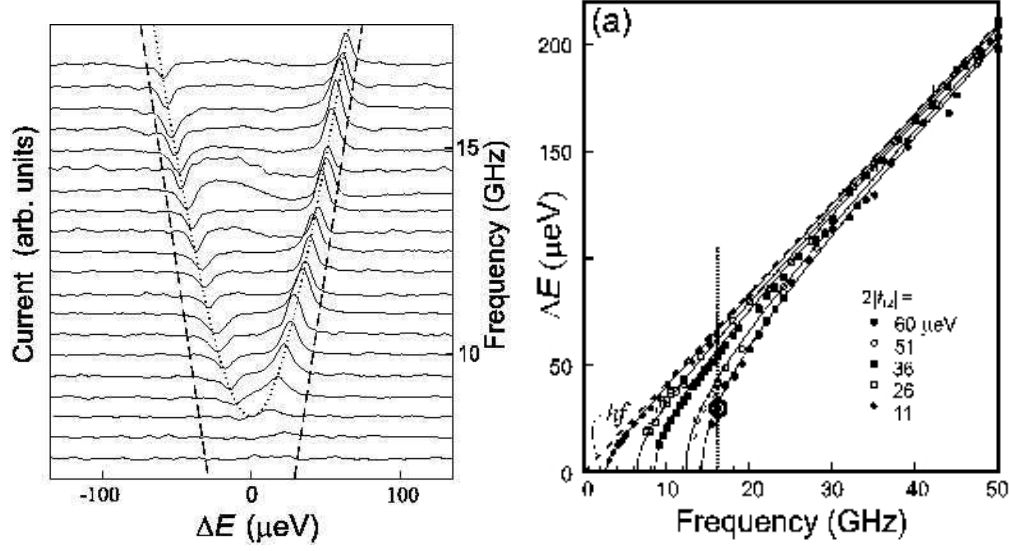 Current (arb. units)
15
10
Frequency (GHz)
-100
0
100
ΔE (μeV)
(a)
200
150
ΔE (μeV)
50
0
hf
2|t₁₂| =
60 μeV
51
36
26
11
0
10
20
30
40
50
Frequency (GHz)